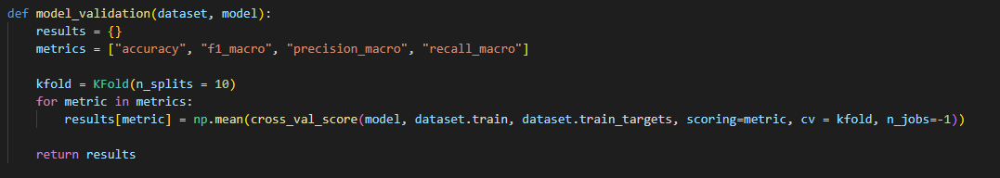 def model_validation(dataset, model):
    results = {}
    metrics = ["accuracy", "f1_macro", "precision_macro", "recall_macro"]

    kfold = KFold(n_splits = 10)
    for metric in metrics:
        results[metric] = np.mean(cross_val_score(model, dataset.train, dataset.train_targets, scoring=metric, cv = kfold, n_jobs=-1))

    return results